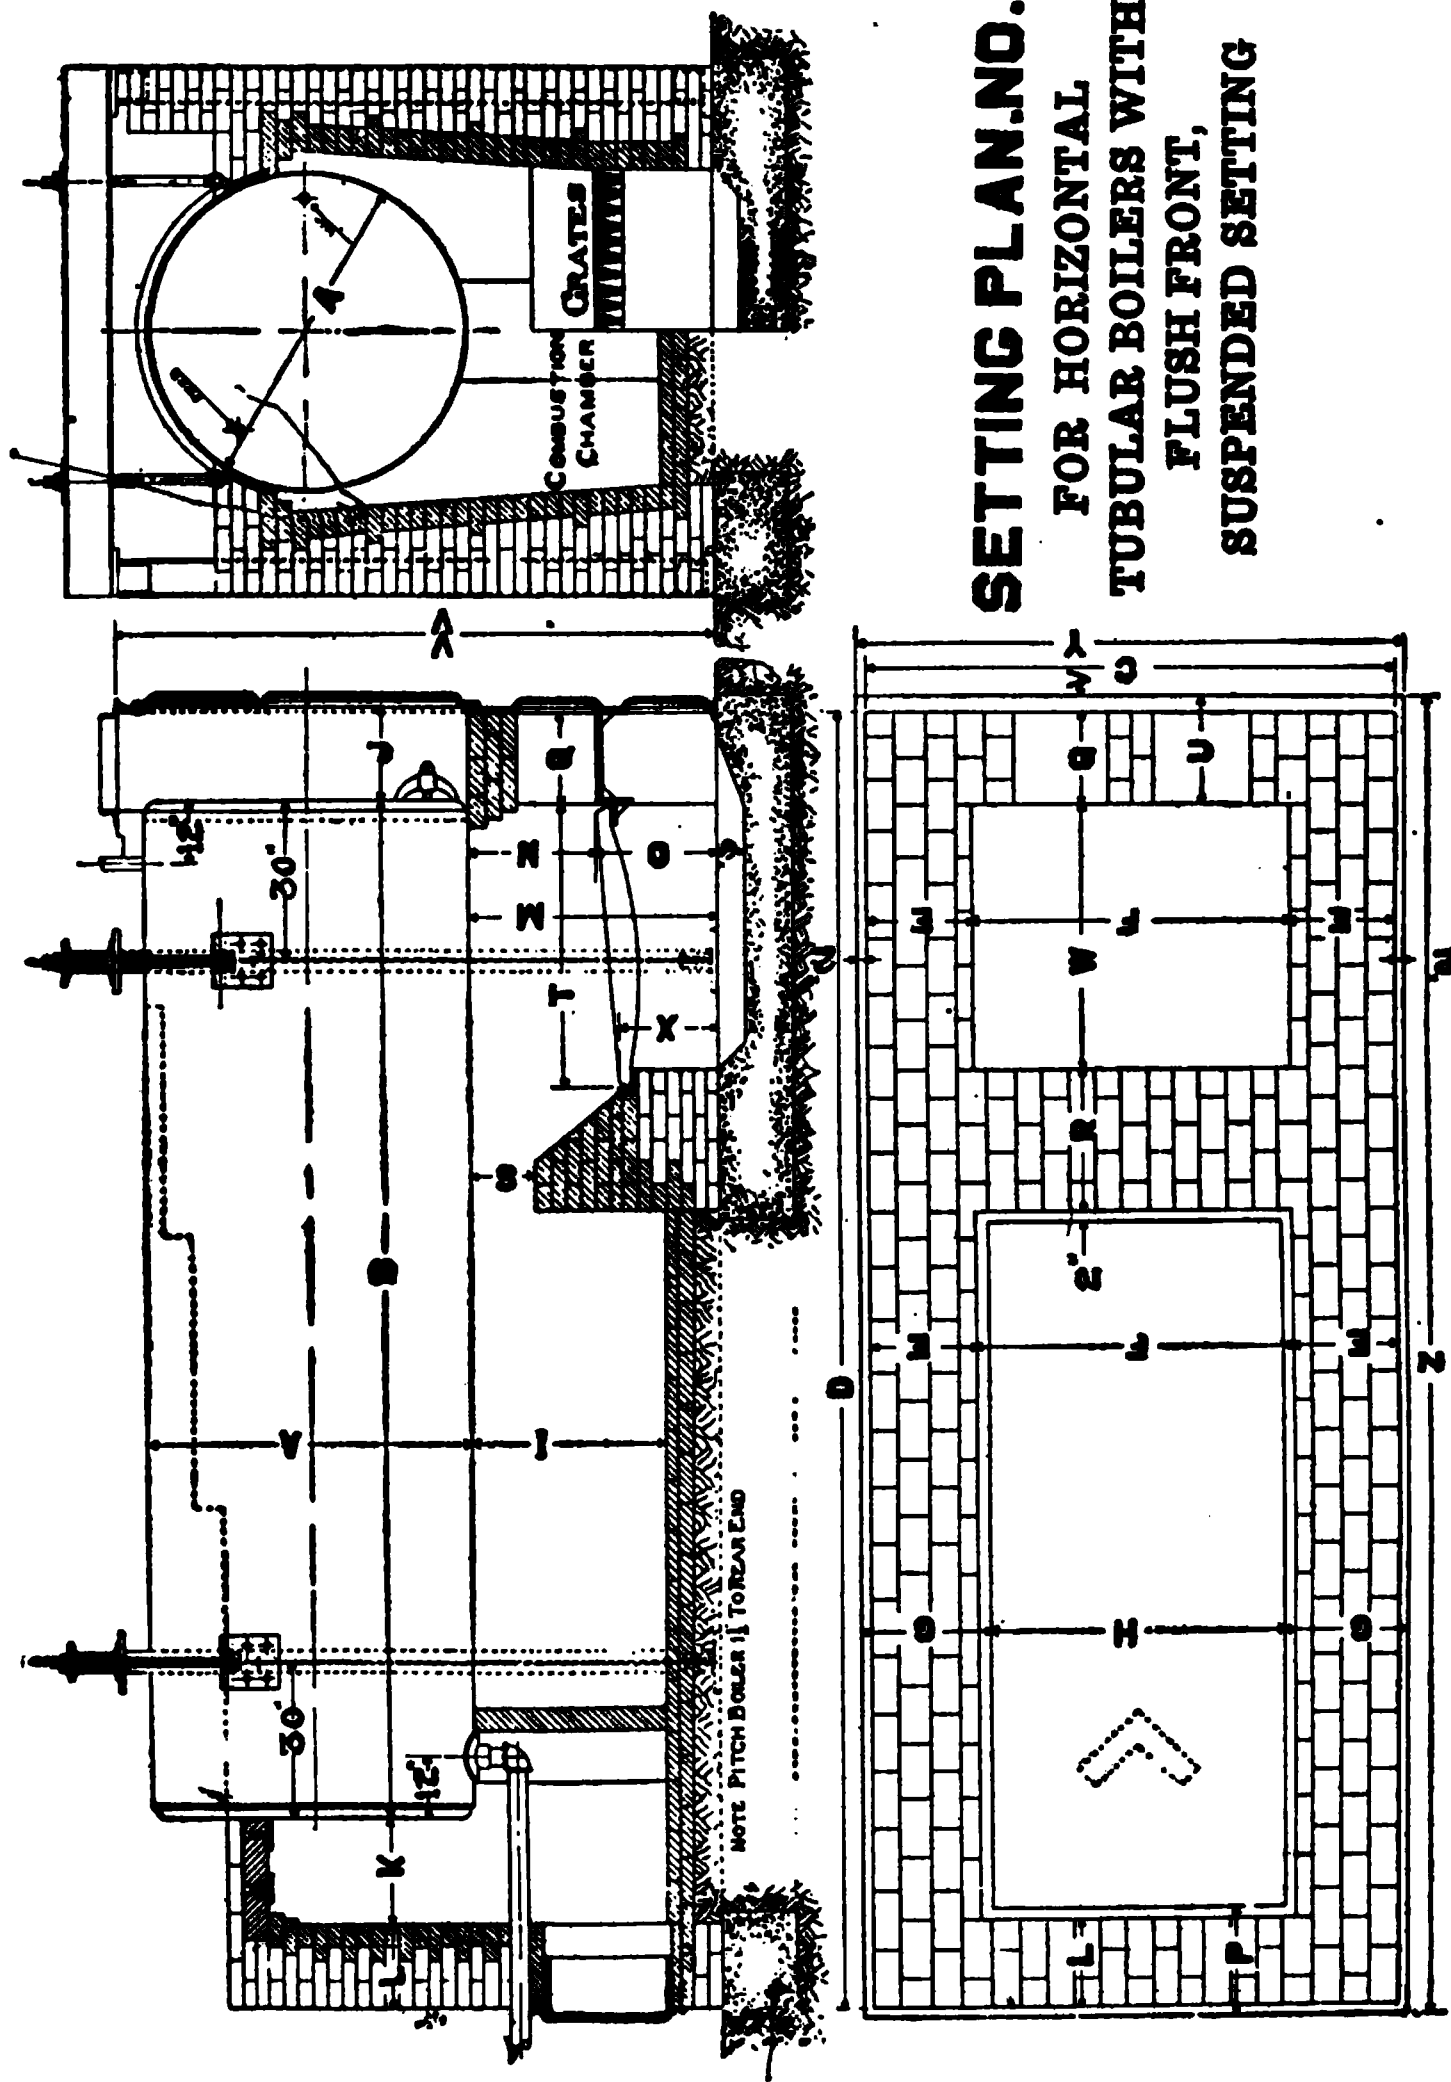 SETTING PLAN.NO.
FOR HORIZONTAL
TUBULAR BOILERS WITH
FLUSH FRONT,
SUSPENDED SETTING
A
COMBUSTION
CHAMBER
GRATES
J
12"
30"
B
A
I
30"
12"
K
L
Q
N
O
M
T
X
S
NOTE PITCH BOILER 1" TO REAR END
Y
C
Q
U
E
F
E
W
R
2"
D
E
F
E
Z
G
H
G
L
P